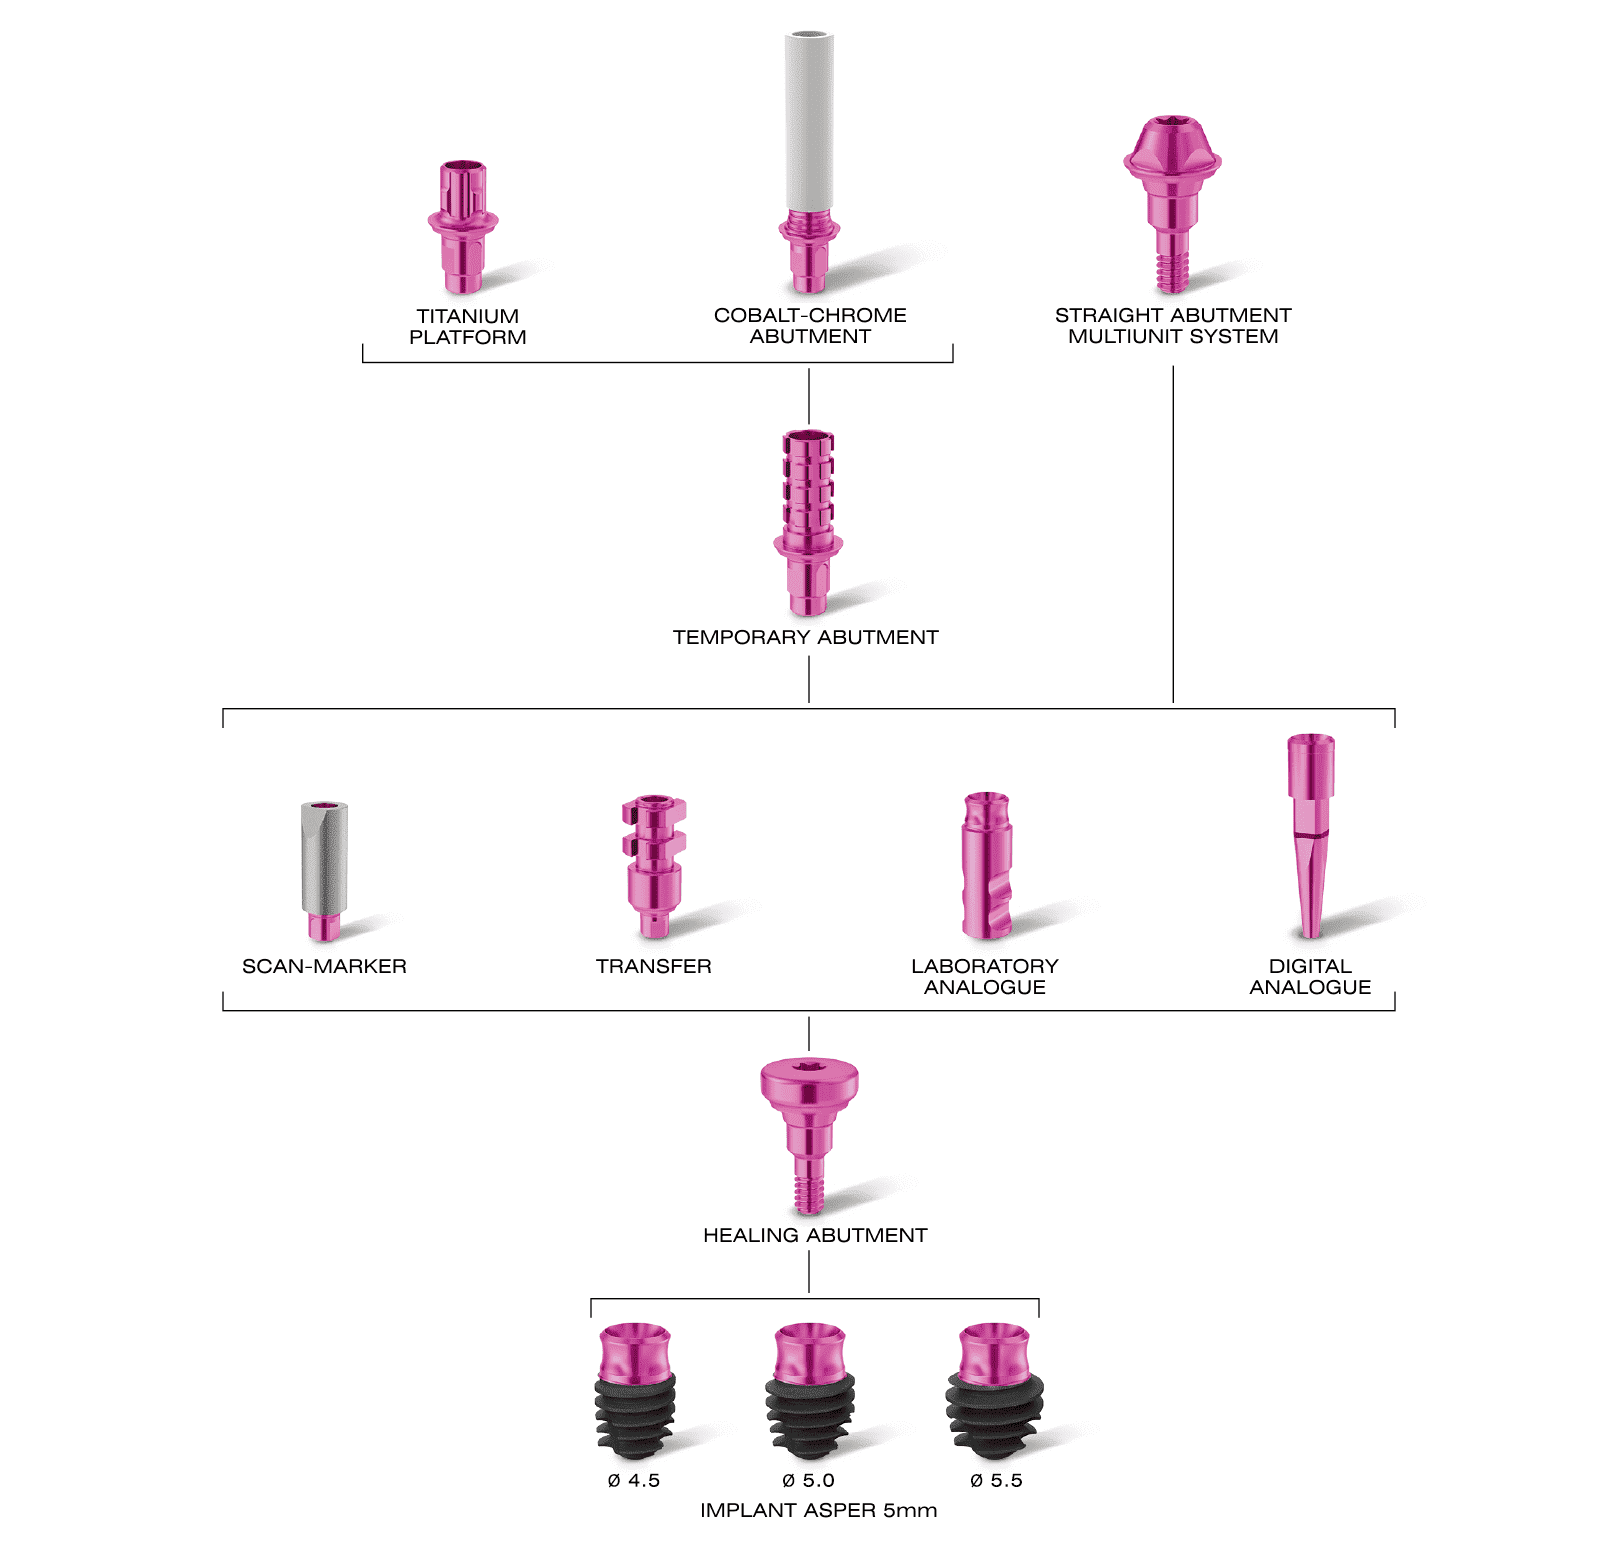 TITANIUM
PLATFORM
COBALT-CHROME
ABUTMENT
STRAIGHT ABUTMENT
MULTIUNIT SYSTEM
TEMPORARY ABUTMENT
SCAN-MARKER
TRANSFER
LABORATORY
ANALOGUE
DIGITAL
ANALOGUE
HEALING ABUTMENT
Ø 4.5
Ø 5.0
Ø 5.5
IMPLANT ASPER 5mm